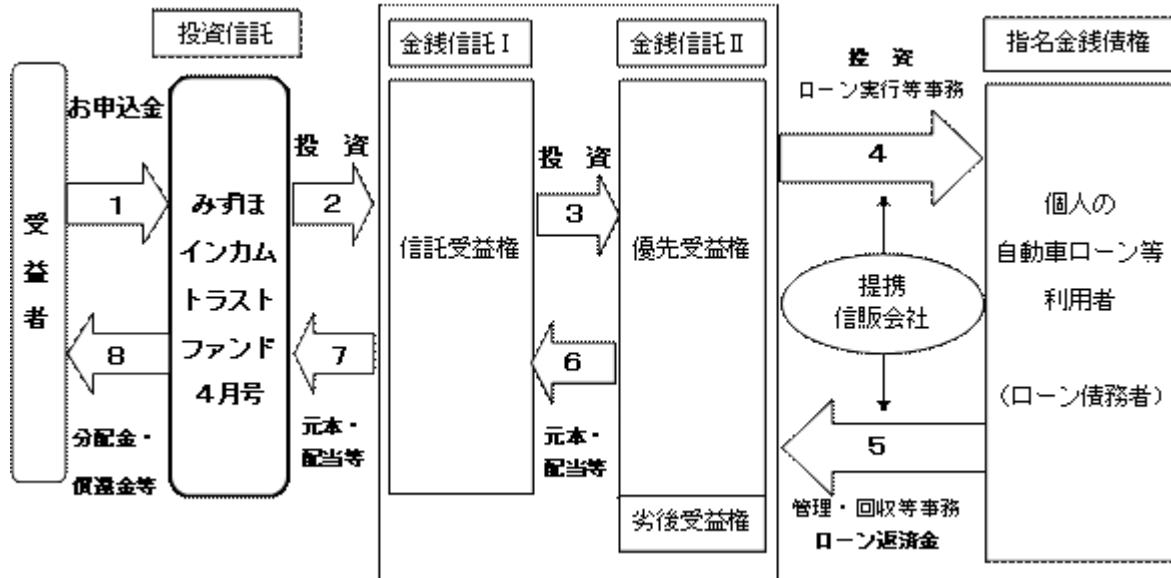 投資信託
金銭信託Ⅰ
金銭信託Ⅱ
指名金銭債権
受益者
お申込金
1
みずほ
インカム
トラスト
ファンド
4月号
8
分配金・
償還金等
投　資
2
7
元本・
配当等
信託受益権
投　資
3
6
元本・
配当等
優先受益権
劣後受益権
投　資
ローン実行等事務
4
提携
信販会社
5
管理・回収等事務
ローン返済金
個人の
自動車ローン等
利用者
（ローン債務者）